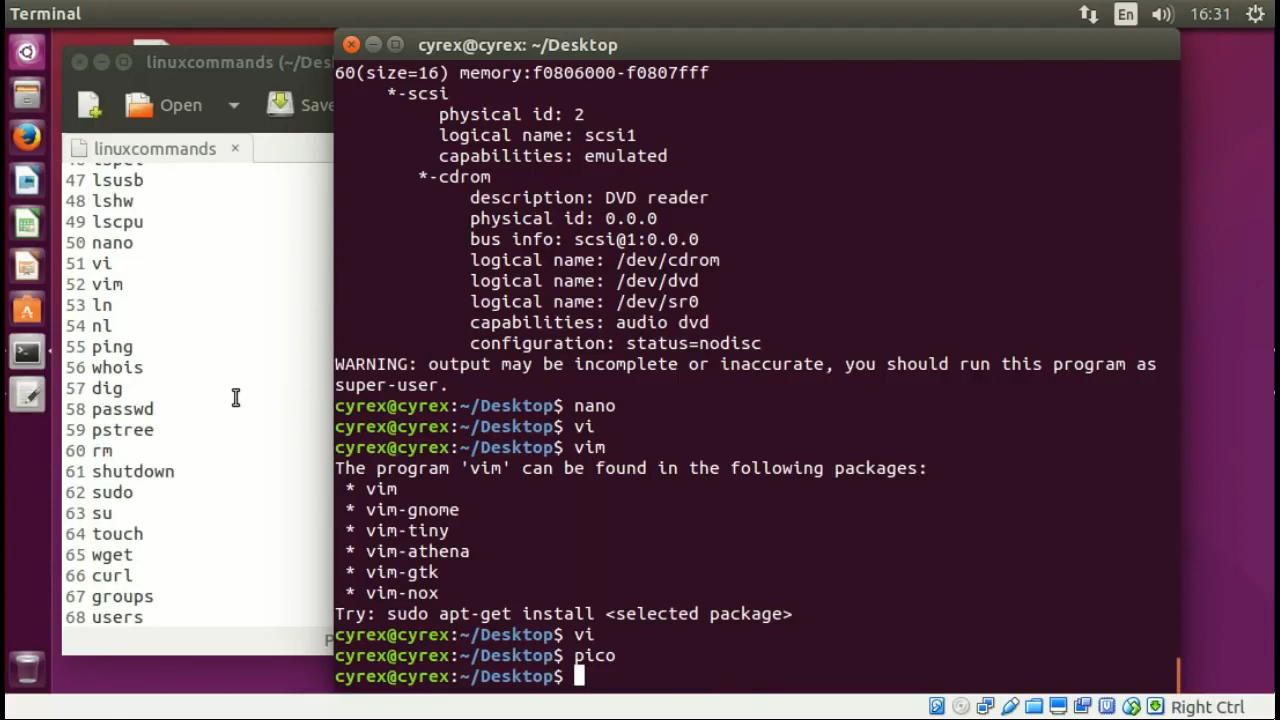 Terminal
En
16:31
linuxcommands (~/Des
Open
Save
linuxcommands ×
47 lsusb
48 lshw
49 lscpu
50 nano
51 vi
52 vim
53 ln
54 nl
55 ping
56 whois
57 dig
58 passwd
59 pstree
60 rm
61 shutdown
62 sudo
63 su
64 touch
65 wget
66 curl
67 groups
68 users
cyrex@cyrex: ~/Desktop
60(size=16) memory:f0806000-f0807fff
*-scsi
physical id: 2
logical name: scsi1
capabilities: emulated
*-cdrom
description: DVD reader
physical id: 0.0.0
bus info: scsi@1:0.0.0
logical name: /dev/cdrom
logical name: /dev/dvd
logical name: /dev/sr0
capabilities: audio dvd
configuration: status=nodisc
WARNING: output may be incomplete or inaccurate, you should run this program as
super-user.
cyrex@cyrex:~/Desktop$ nano
cyrex@cyrex:~/Desktop$ vi
cyrex@cyrex:~/Desktop$ vim
The program 'vim' can be found in the following packages:
* vim
* vim-gnome
* vim-tiny
* vim-athena
* vim-gtk
* vim-nox
Try: sudo apt-get install <selected package>
cyrex@cyrex:~/Desktop$ vi
cyrex@cyrex:~/Desktop$ pico
cyrex@cyrex:~/Desktop$
Right Ctrl